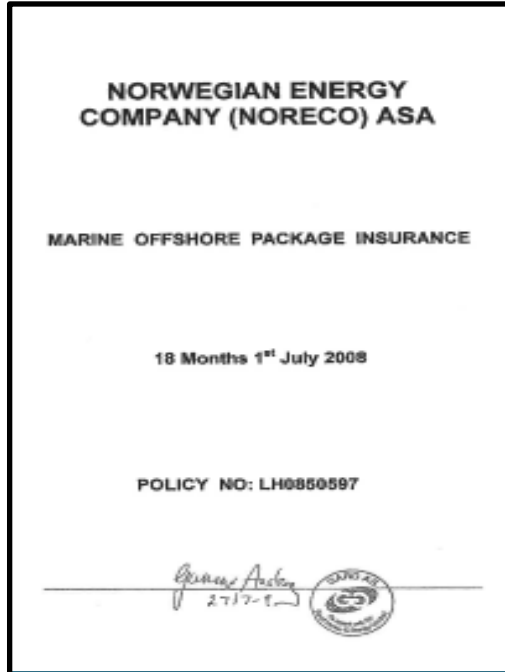 NORWEGIAN ENERGY
COMPANY (NORECO) ASA
MARINE OFFSHORE PACKAGE INSURANCE
18 Months 1st July 2008
POLICY NO: LH0850597